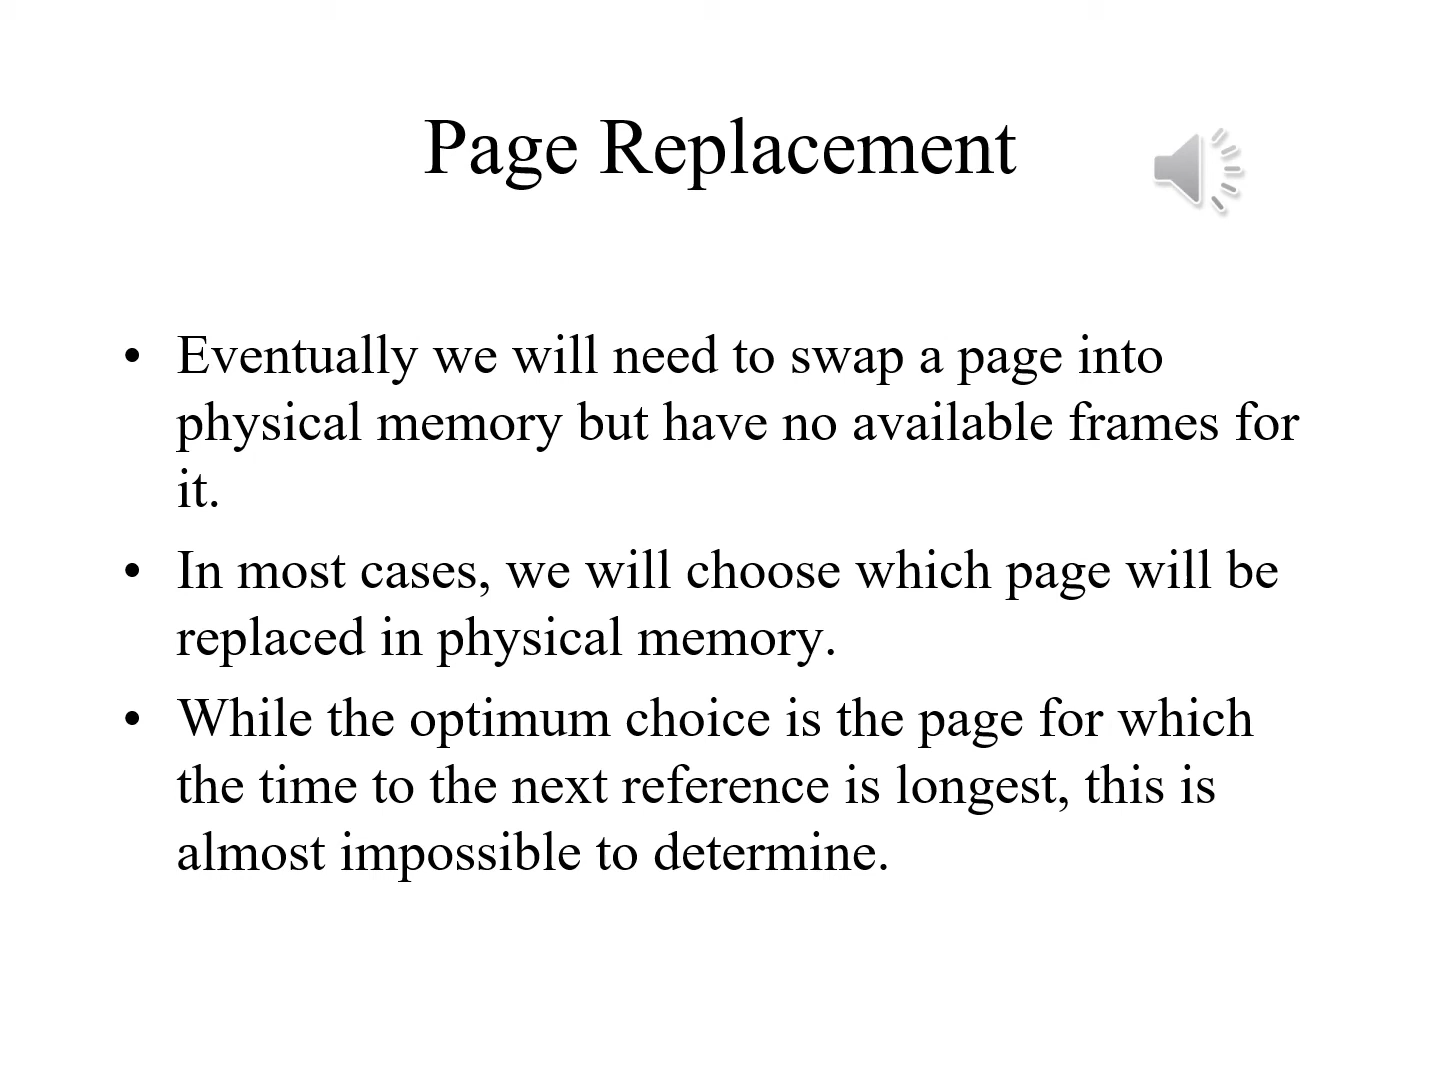 Page Replacement
• Eventually we will need to swap a page into
physical memory but have no available frames for
it.
• In most cases, we will choose which page will be
replaced in physical memory.
• While the optimum choice is the page for which
the time to the next reference is longest, this is
almost impossible to determine.